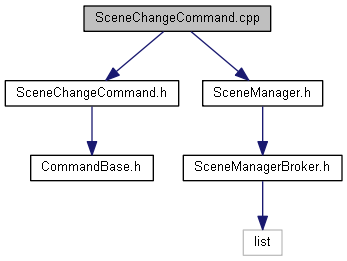 SceneChangeCommand.cpp
SceneChangeCommand.h
SceneManager.h
CommandBase.h
SceneManagerBroker.h
list